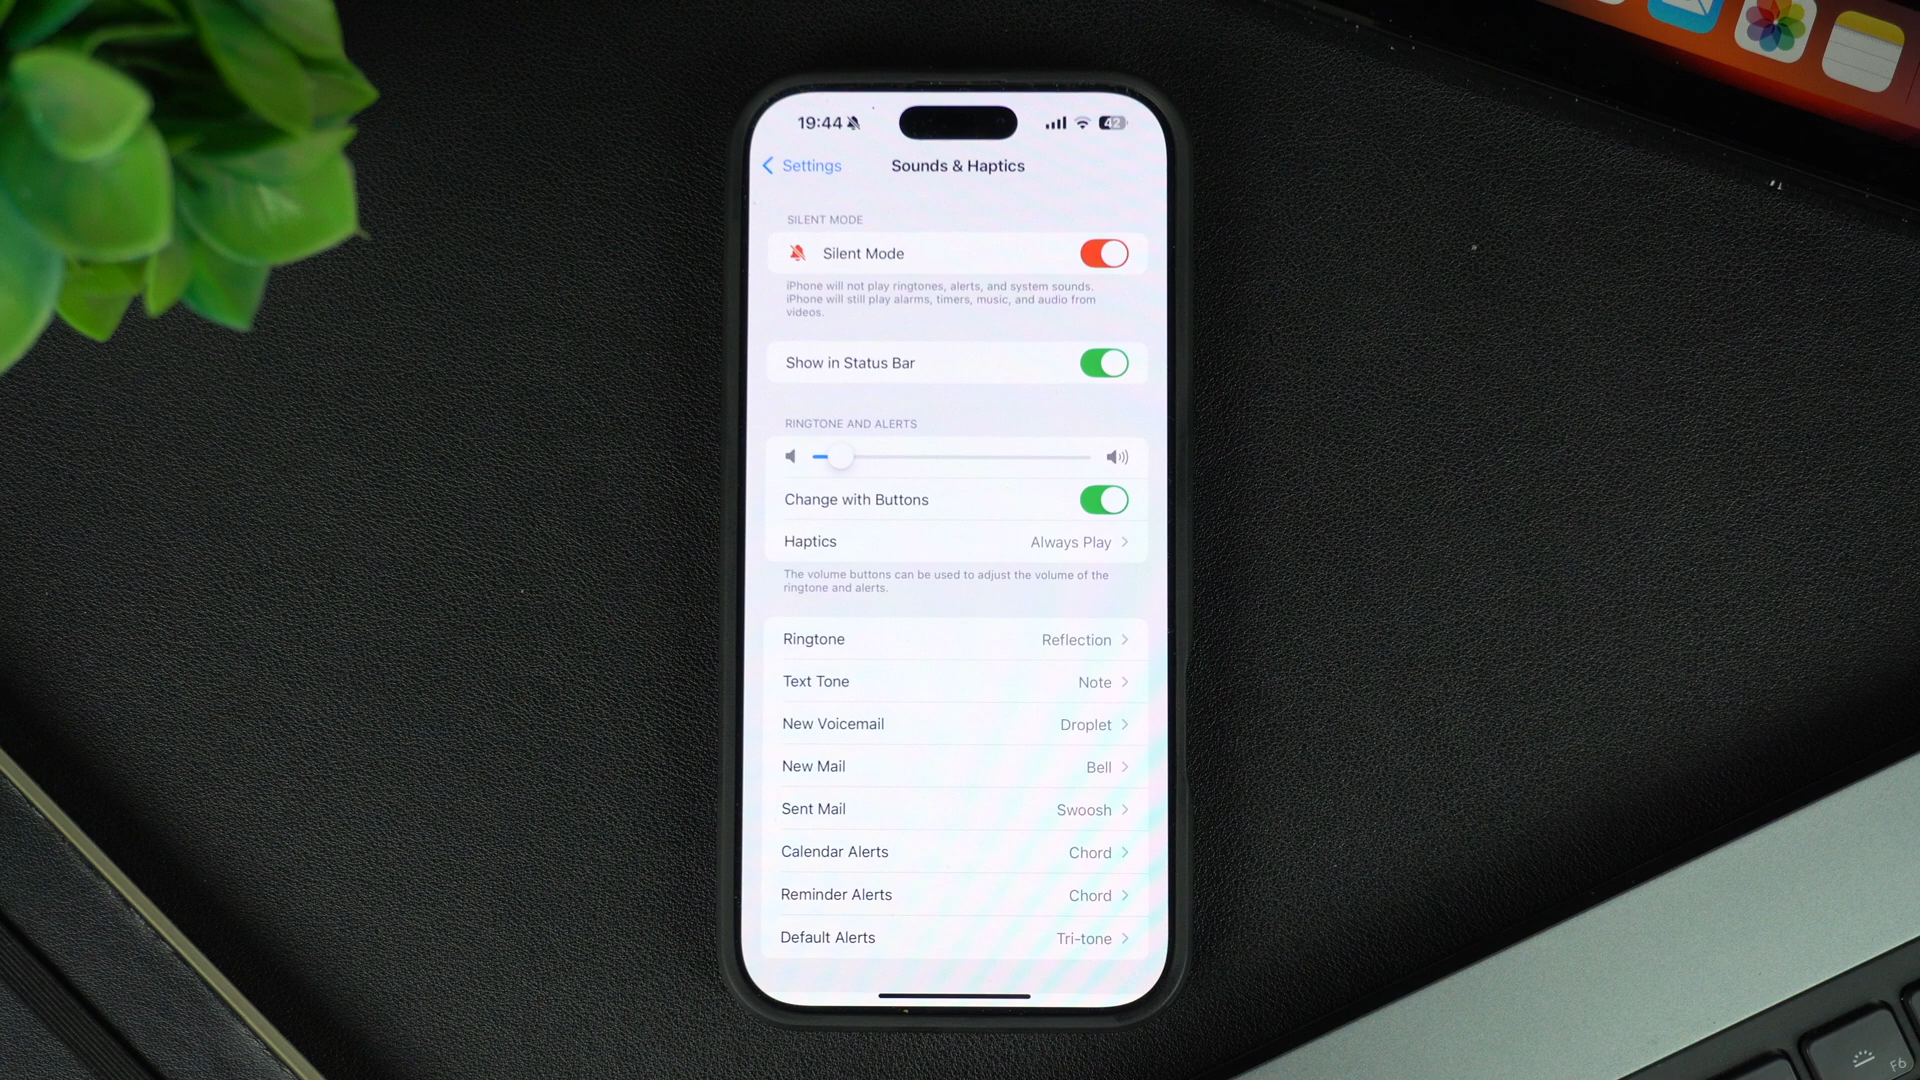 19:44
42
Settings
Sounds & Haptics
SILENT MODE
Silent Mode
iPhone will not play ringtones, alerts, and system sounds.
iPhone will still play alarms, timers, music, and audio from
videos.
Show in Status Bar
RINGTONE AND ALERTS
Change with Buttons
Haptics Always Play
The volume buttons can be used to adjust the volume of the
ringtone and alerts.
Ringtone Reflection
Text Tone Note
New Voicemail Droplet
New Mail Bell
Sent Mail Swoosh
Calendar Alerts Chord
Reminder Alerts Chord
Default Alerts Tri-tone
F6